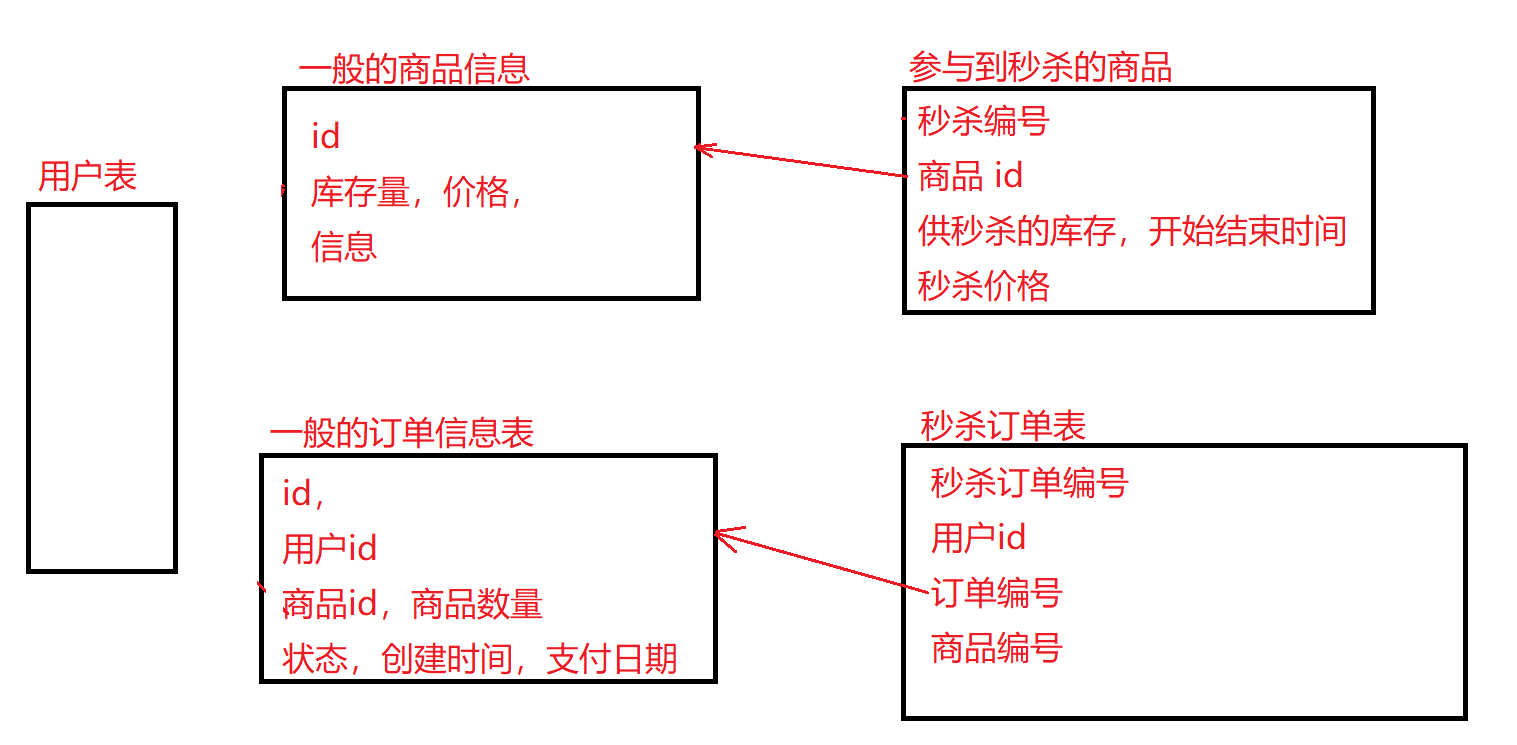 用户表
一般的商品信息
id
库存量，价格，
信息
参与到秒杀的商品
秒杀编号
商品 id
供秒杀的库存，开始结束时间
秒杀价格
一般的订单信息表
id，
用户id
商品id，商品数量
状态，创建时间，支付日期
秒杀订单表
秒杀订单编号
用户id
订单编号
商品编号